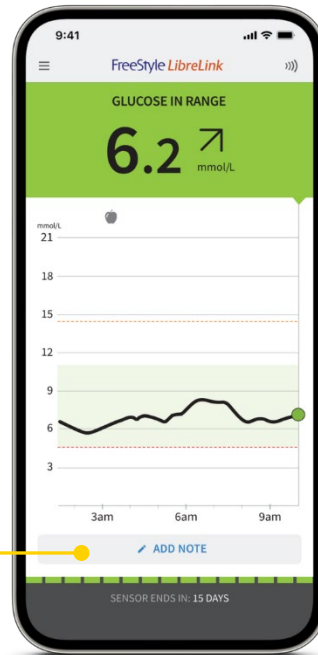 9:41
FreeStyle LibreLink
GLUCOSE IN RANGE
6.2
mmol/L
mmol/L
21
18
15
12
9
6
3
3am 6am 9am
ADD NOTE
SENSOR ENDS IN: 15 DAYS